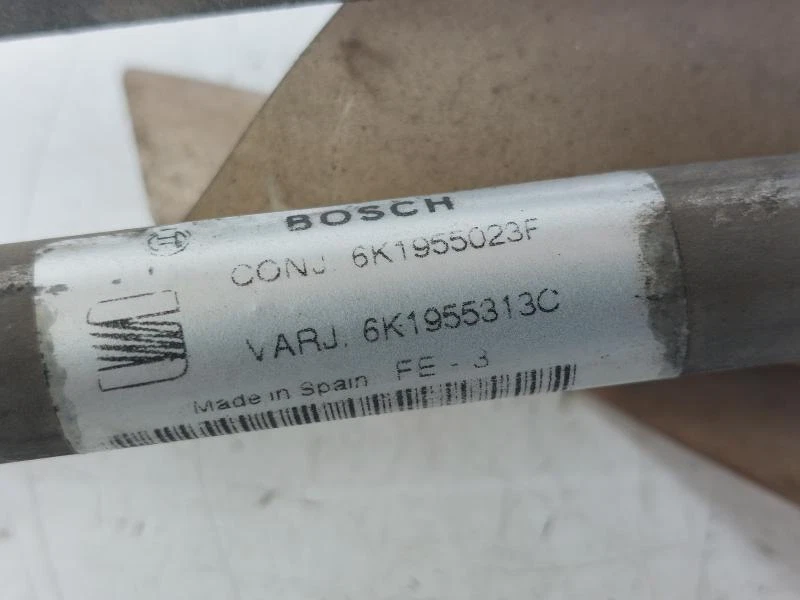 BOSCH
CONJ. 6K1955023F
VARJ. 6K1955313C
Made in Spain FE - 3